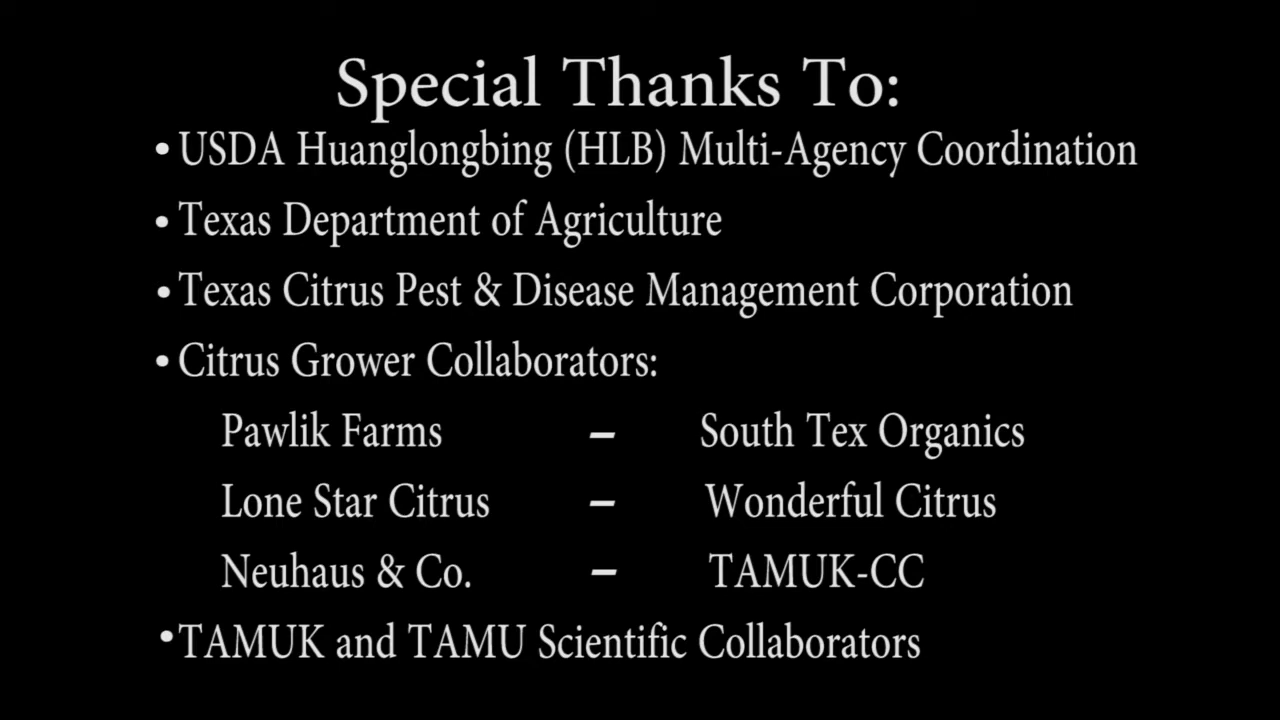 Special Thanks To:
• USDA Huanglongbing (HLB) Multi-Agency Coordination
• Texas Department of Agriculture
• Texas Citrus Pest & Disease Management Corporation
• Citrus Grower Collaborators:
Pawlik Farms – South Tex Organics
Lone Star Citrus – Wonderful Citrus
Neuhaus & Co. – TAMUK-CC
• TAMUK and TAMU Scientific Collaborators